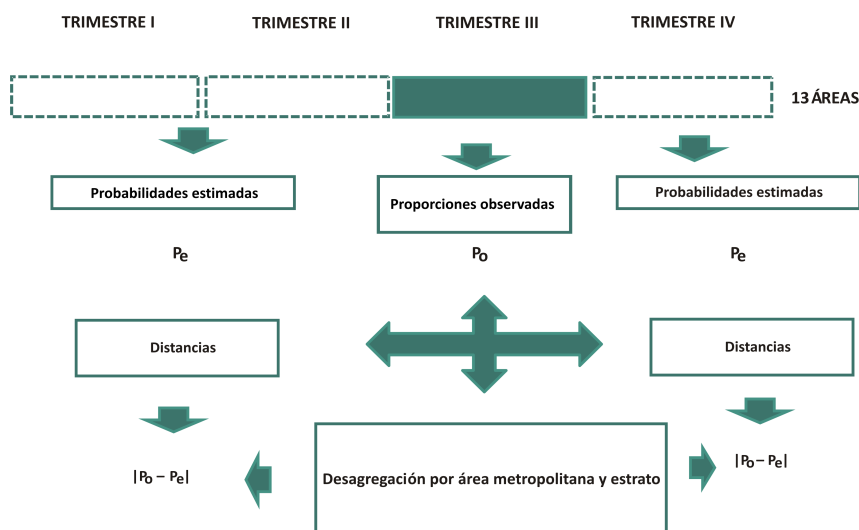 TRIMESTRE I
TRIMESTRE II
TRIMESTRE III
TRIMESTRE IV
13 ÁREAS
Probabilidades estimadas
Proporciones observadas
Probabilidades estimadas
Pe
Po
Pe
Distancias
Distancias
|Po – Pe|
Desagregación por área metropolitana y estrato
|Po – Pe|